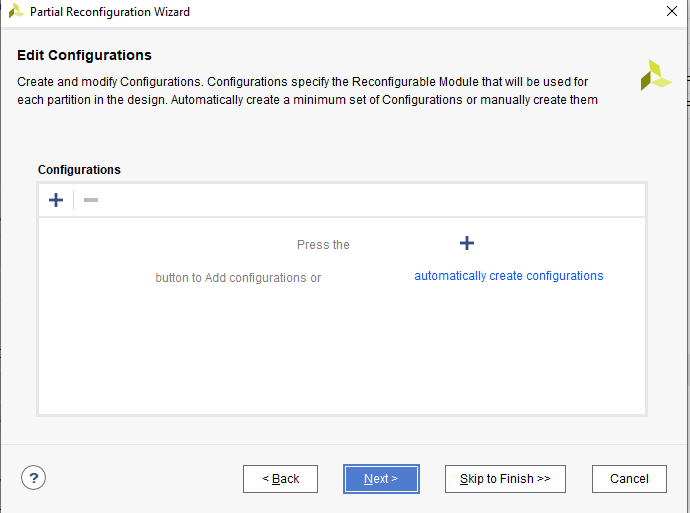 Partial Reconfiguration Wizard
Edit Configurations
Create and modify Configurations. Configurations specify the Reconfigurable Module that will be used for
each partition in the design. Automatically create a minimum set of Configurations or manually create them
Configurations
Press the
button to Add configurations or
automatically create configurations
?
< Back
Next >
Skip to Finish >>
Cancel